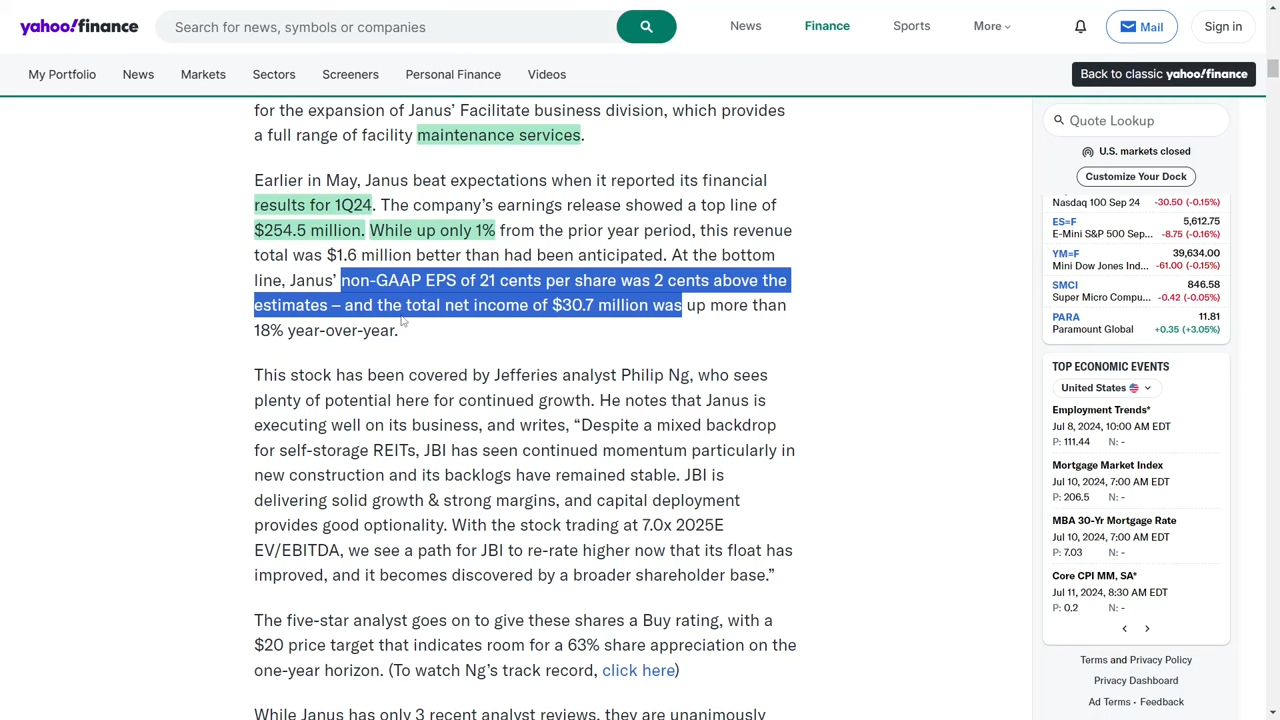 yahoo!finance
Search for news, symbols or companies
News
Finance
Sports
More
Mail
Sign in
My Portfolio
News
Markets
Sectors
Screeners
Personal Finance
Videos
Back to classic yahoo!finance
for the expansion of Janus’ Facilitate business division, which provides
a full range of facility maintenance services.
Earlier in May, Janus beat expectations when it reported its financial
results for 1Q24. The company’s earnings release showed a top line of
$254.5 million. While up only 1% from the prior year period, this revenue
total was $1.6 million better than had been anticipated. At the bottom
line, Janus’ non-GAAP EPS of 21 cents per share was 2 cents above the
estimates – and the total net income of $30.7 million was up more than
18% year-over-year.
This stock has been covered by Jefferies analyst Philip Ng, who sees
plenty of potential here for continued growth. He notes that Janus is
executing well on its business, and writes, “Despite a mixed backdrop
for self-storage REITs, JBI has seen continued momentum particularly in
new construction and its backlogs have remained stable. JBI is
delivering solid growth & strong margins, and capital deployment
provides good optionality. With the stock trading at 7.0x 2025E
EV/EBITDA, we see a path for JBI to re-rate higher now that its float has
improved, and it becomes discovered by a broader shareholder base.”
The five-star analyst goes on to give these shares a Buy rating, with a
$20 price target that indicates room for a 63% share appreciation on the
one-year horizon. (To watch Ng’s track record, click here)
While Janus has only 3 recent analyst reviews, they are unanimously
Quote Lookup
U.S. markets closed
Customize Your Dock
Nasdaq 100 Sep 24 -30.50 (-0.15%)
ES=F 5,612.75
E-Mini S&P 500 Sep... -8.75 (-0.16%)
YM=F 39,634.00
Mini Dow Jones Ind... -61.00 (-0.15%)
SMCI 846.58
Super Micro Compu... -0.42 (-0.05%)
PARA 11.81
Paramount Global +0.35 (+3.05%)
TOP ECONOMIC EVENTS
United States
Employment Trends*
Jul 8, 2024, 10:00 AM EDT
P: 111.44 N: -
Mortgage Market Index
Jul 10, 2024, 7:00 AM EDT
P: 206.5 N: -
MBA 30-Yr Mortgage Rate
Jul 10, 2024, 7:00 AM EDT
P: 7.03 N: -
Core CPI MM, SA*
Jul 11, 2024, 8:30 AM EDT
P: 0.2 N: -
Terms and Privacy Policy
Privacy Dashboard
Ad Terms • Feedback